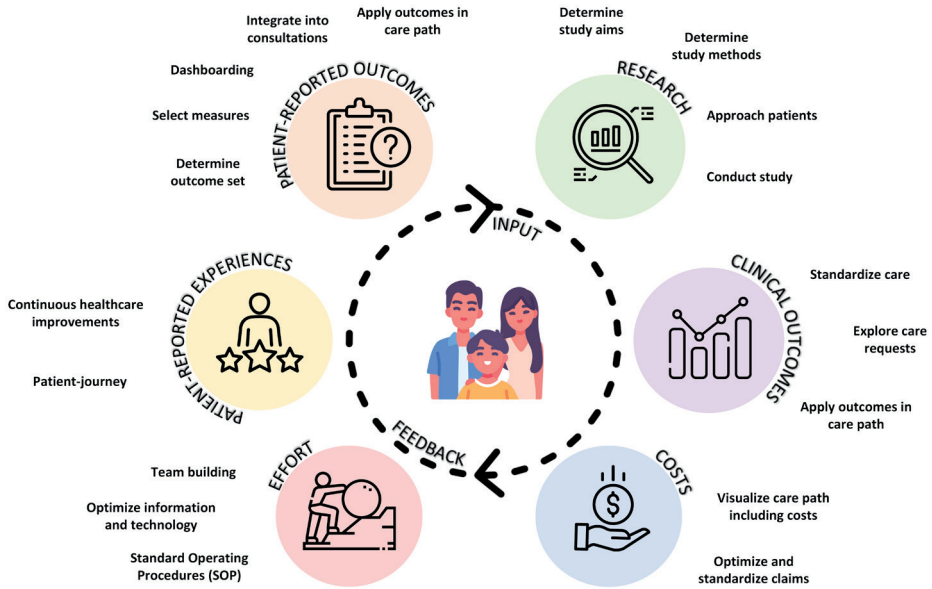 Integrate into
consultations
Apply outcomes in
care path
Dashboarding
Select measures
Determine
outcome set
PATIENT-REPORTED OUTCOMES
?
Determine
study aims
Determine
study methods
Approach patients
Conduct study
RESEARCH
INPUT
PATIENT-REPORTED EXPERIENCES
Continuous healthcare
improvements
Patient-journey
CLINICAL OUTCOMES
Standardize care
Explore care
requests
Apply outcomes in
care path
FEEDBACK
EFFORT
Team building
Optimize information
and technology
Standard Operating
Procedures (SOP)
COSTS
$
Visualize care path
including costs
Optimize and
standardize claims